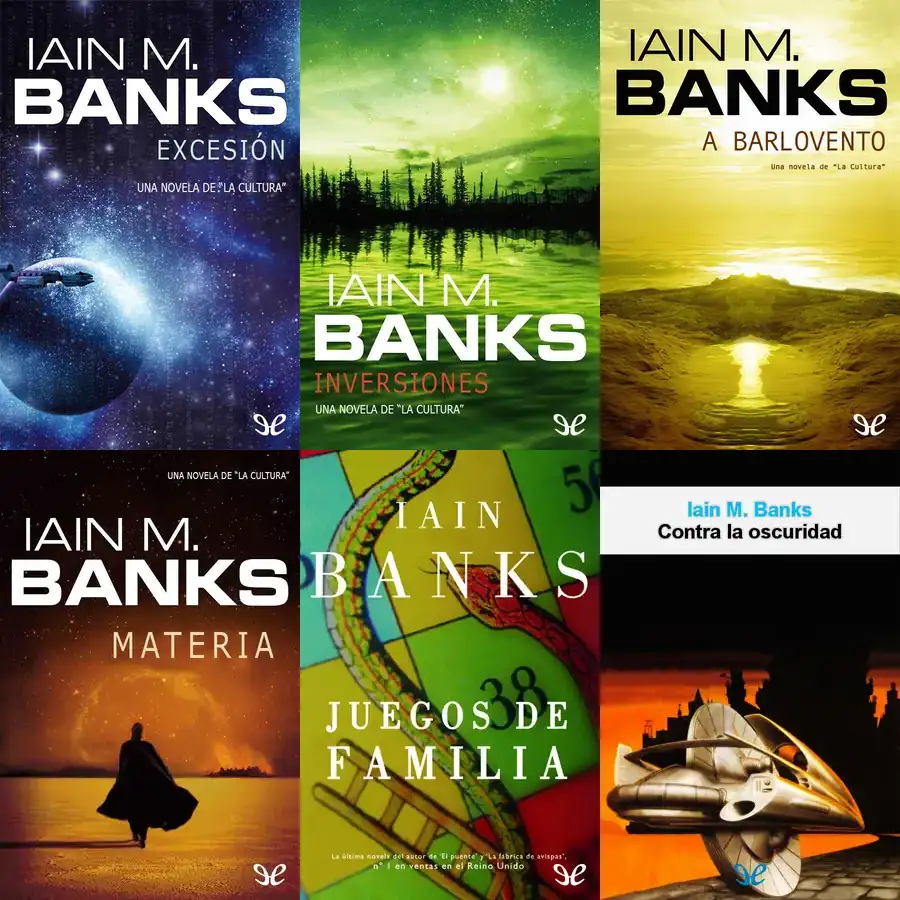 IAIN M.
BANKS
EXCESIÓN
UNA NOVELA DE "LA CULTURA"
IAIN M.
BANKS
INVERSIONES
UNA NOVELA DE "LA CULTURA"
IAIN M.
BANKS
A BARLOVENTO
Una novela de "La Cultura"
UNA NOVELA DE "LA CULTURA"
IAIN M.
BANKS
MATERIA
56
IAIN
BANKS
38
JUEGOS DE
FAMILIA
La última novela del autor de 'El puente' y 'La fábrica de avispas',
nº 1 en ventas en el Reino Unido
Iain M. Banks
Contra la oscuridad